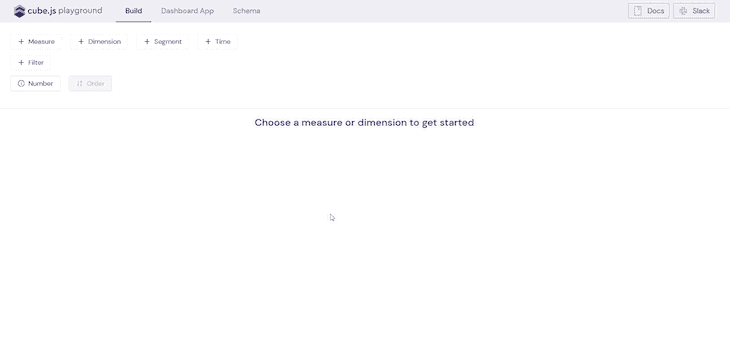 cube.js playground Build Dashboard App Schema Docs Slack
+ Measure + Dimension + Segment + Time
+ Filter
Number Order
Choose a measure or dimension to get started